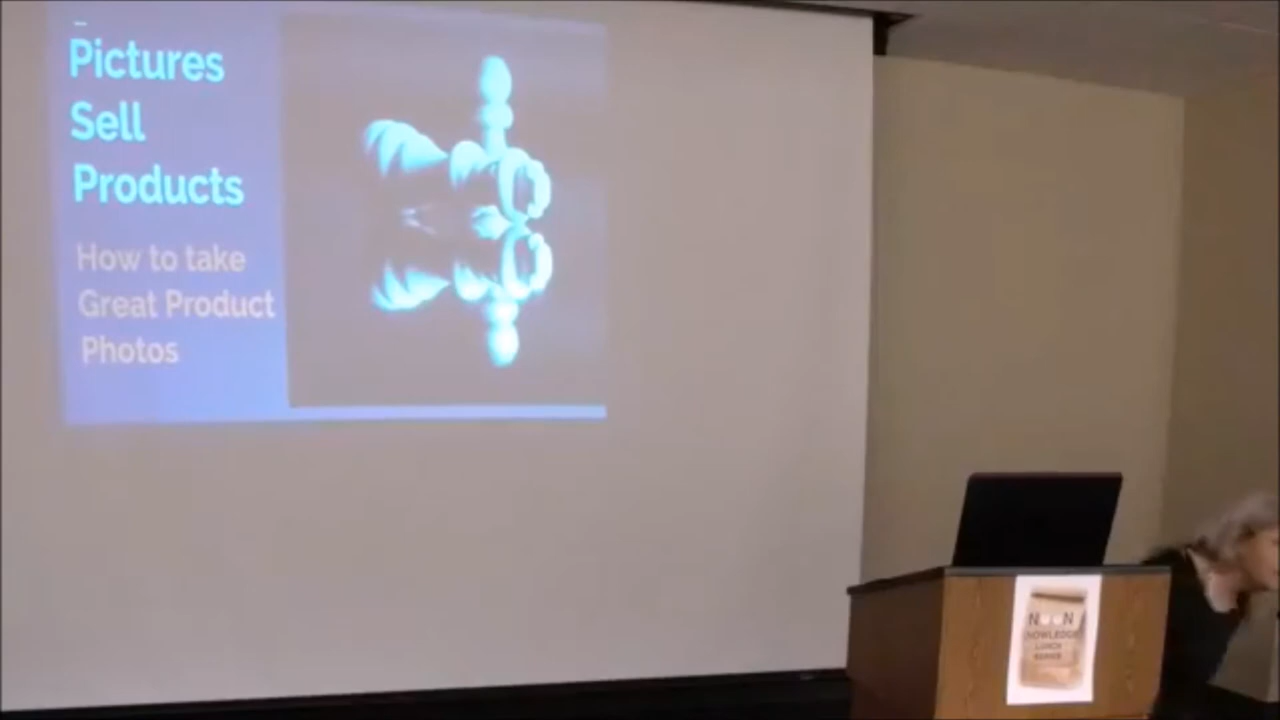 Pictures
Sell
Products
How to take
Great Product
Photos
NOON
KNOWLEDGE
LUNCH
SERIES